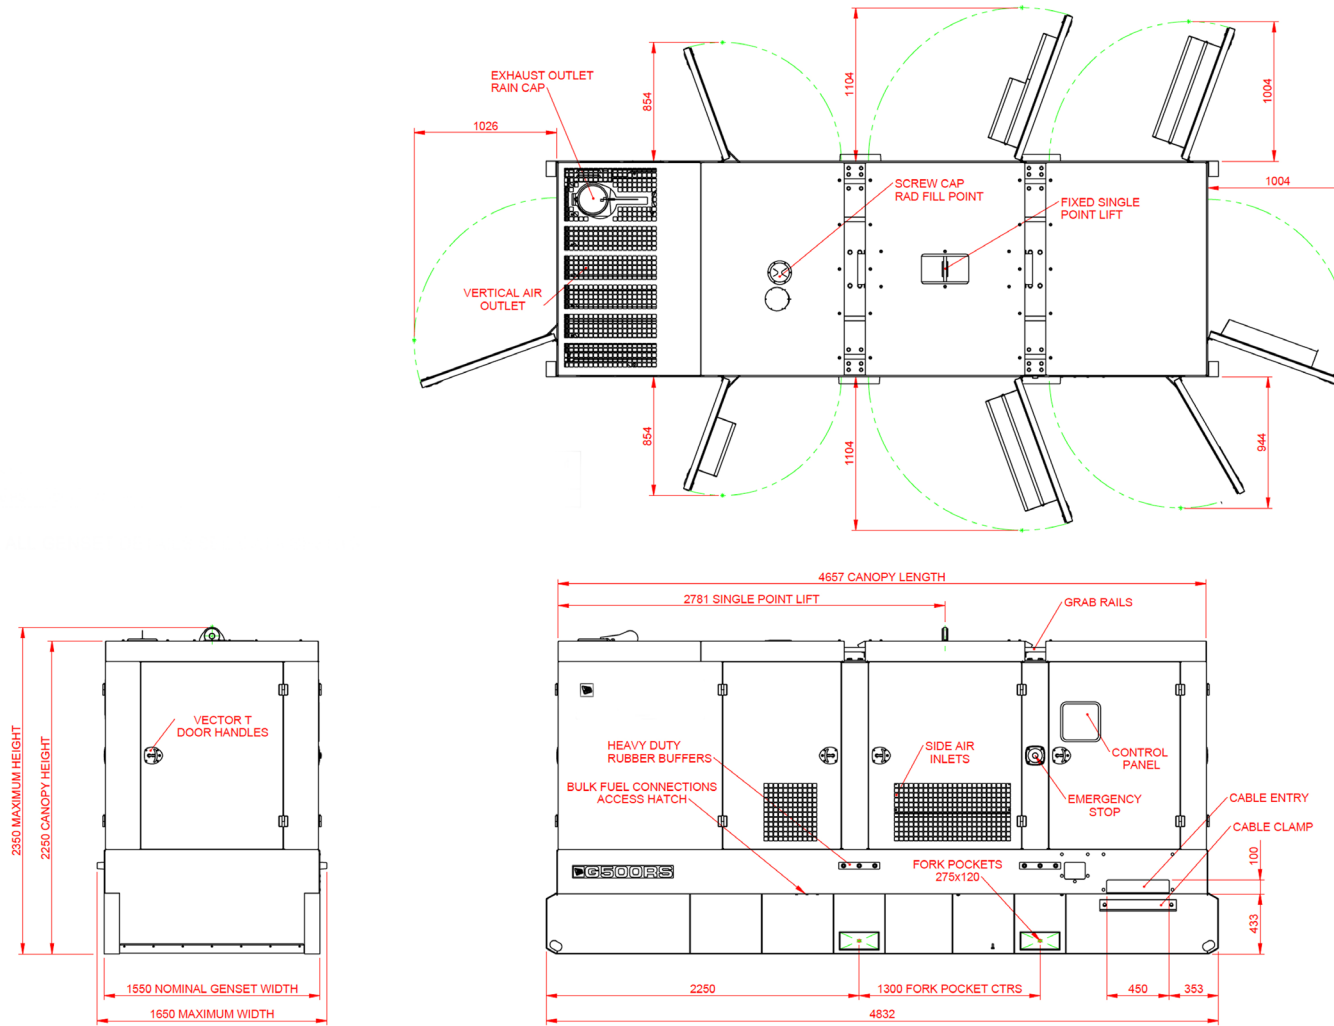 1104
1004
854
EXHAUST OUTLET
RAIN CAP
1026
1004
SCREW CAP
RAD FILL POINT
FIXED SINGLE
POINT LIFT
VERTICAL AIR
OUTLET
854
1104
944
4657 CANOPY LENGTH
2781 SINGLE POINT LIFT
GRAB RAILS
2350 MAXIMUM HEIGHT
2250 CANOPY HEIGHT
VECTOR T
DOOR HANDLES
HEAVY DUTY
RUBBER BUFFERS
SIDE AIR
INLETS
CONTROL
PANEL
BULK FUEL CONNECTIONS
ACCESS HATCH
EMERGENCY
STOP
CABLE ENTRY
CABLE CLAMP
100
FORK POCKETS
275x120
G500RS
433
1550 NOMINAL GENSET WIDTH
2250
1300 FORK POCKET CTRS
450
353
1650 MAXIMUM WIDTH
4832